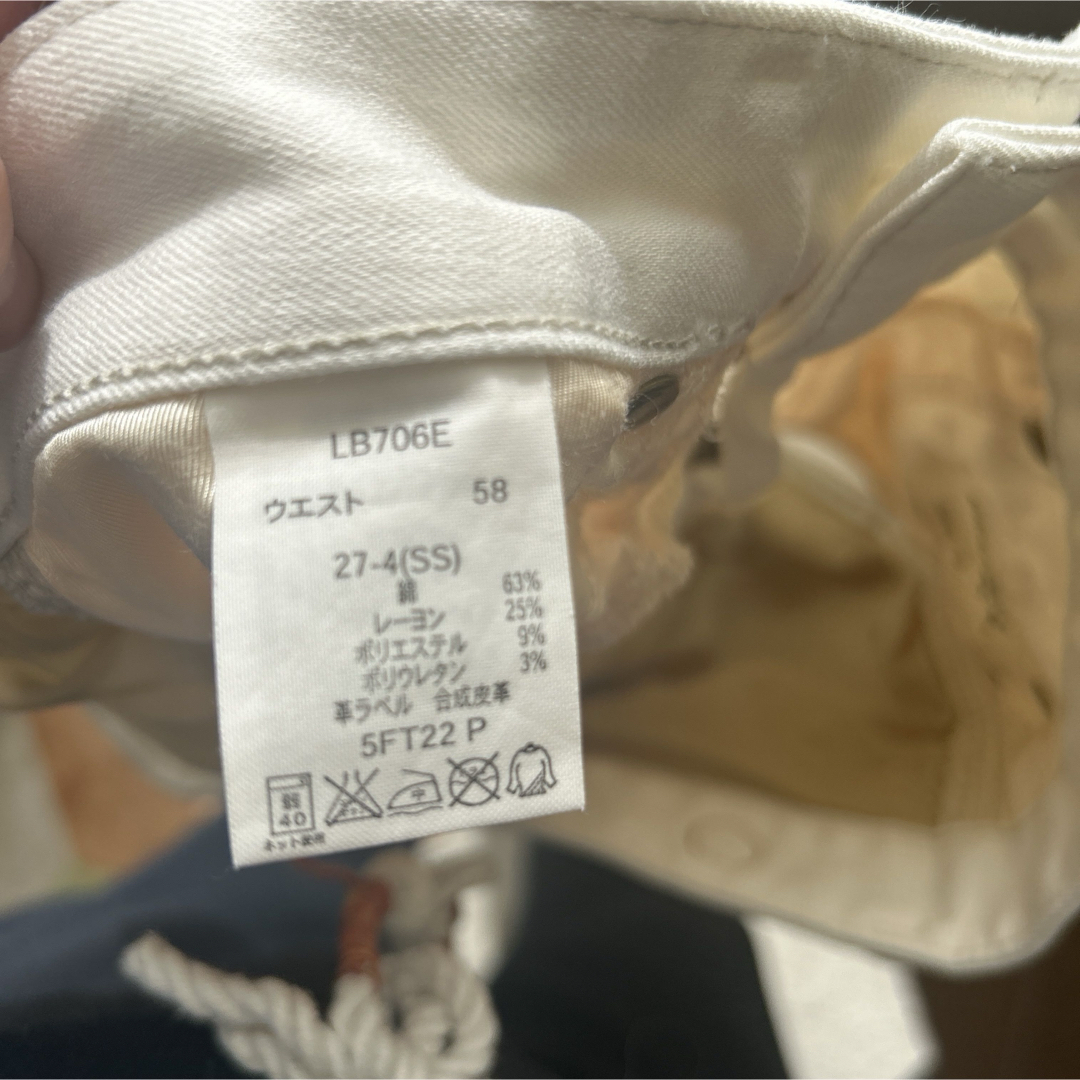 LB706E
ウエスト 58
27-4(SS)
綿 63%
レーヨン 25%
ポリエステル 9%
ポリウレタン 3%
革ラベル 合成皮革
5FT22 P
弱
40
中
ネット使用